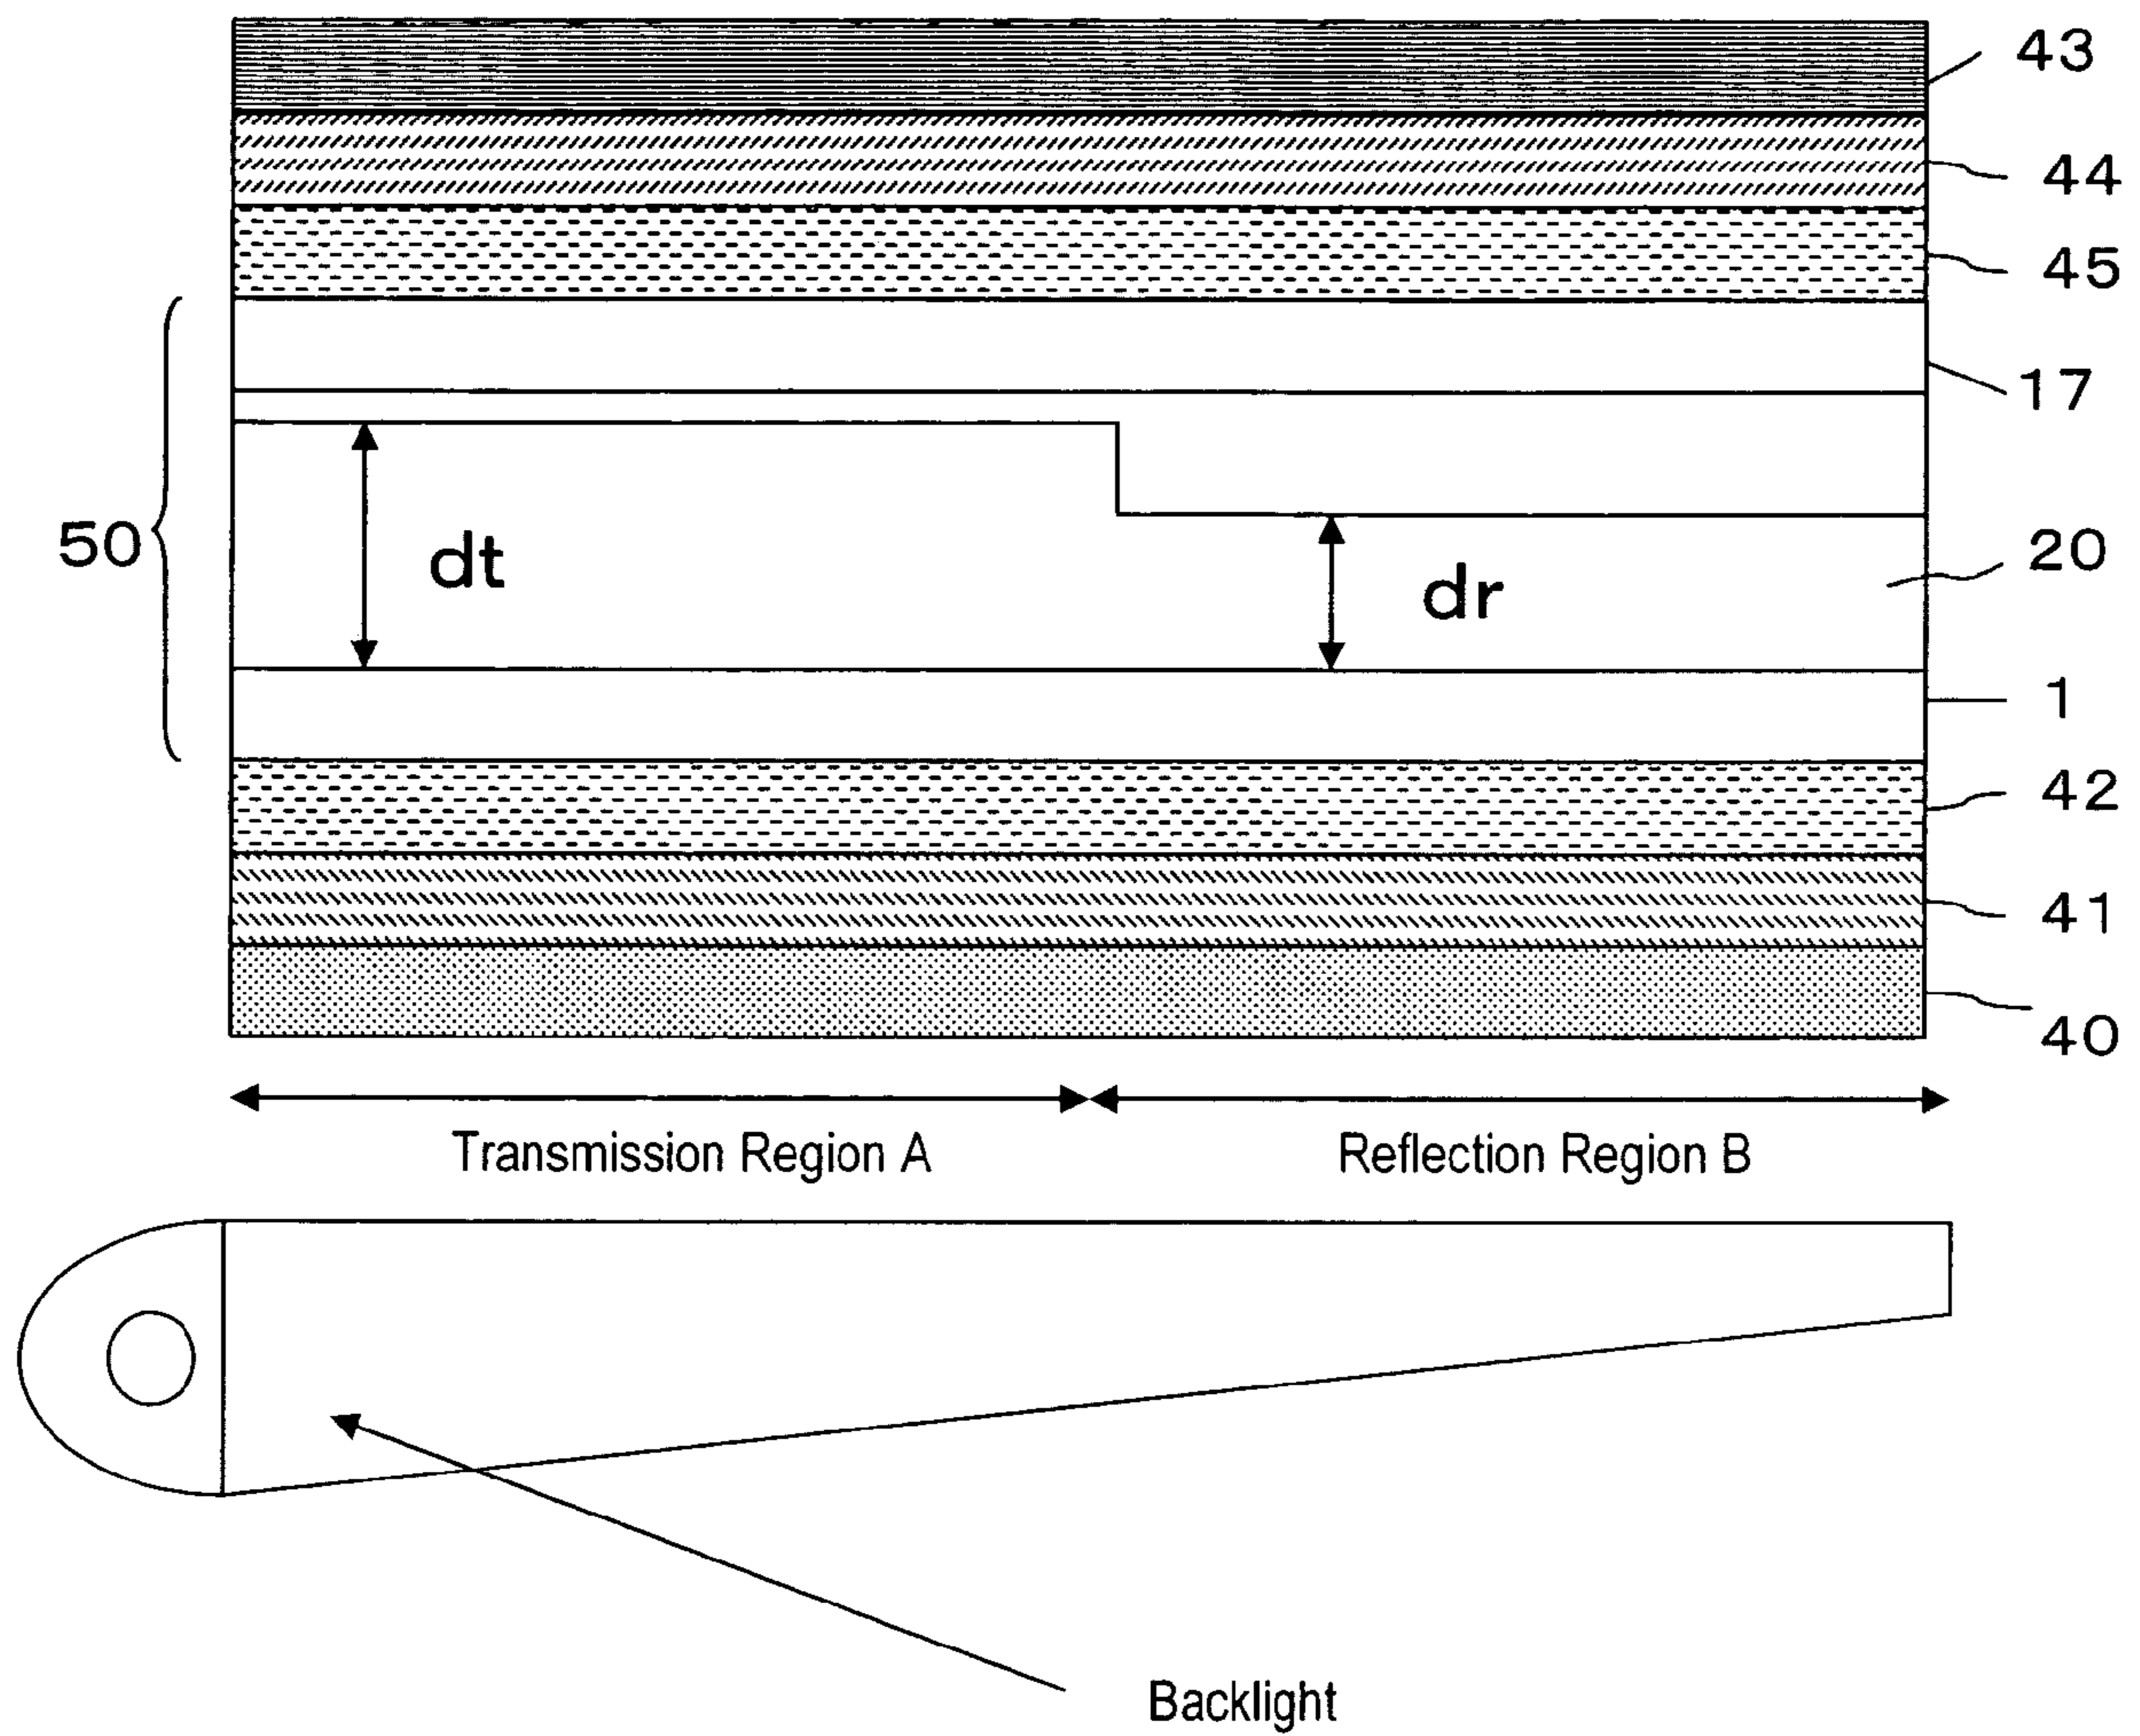 43
44
45
17
50
dt
dr
20
1
42
41
40
Transmission Region A
Reflection Region B
Backlight